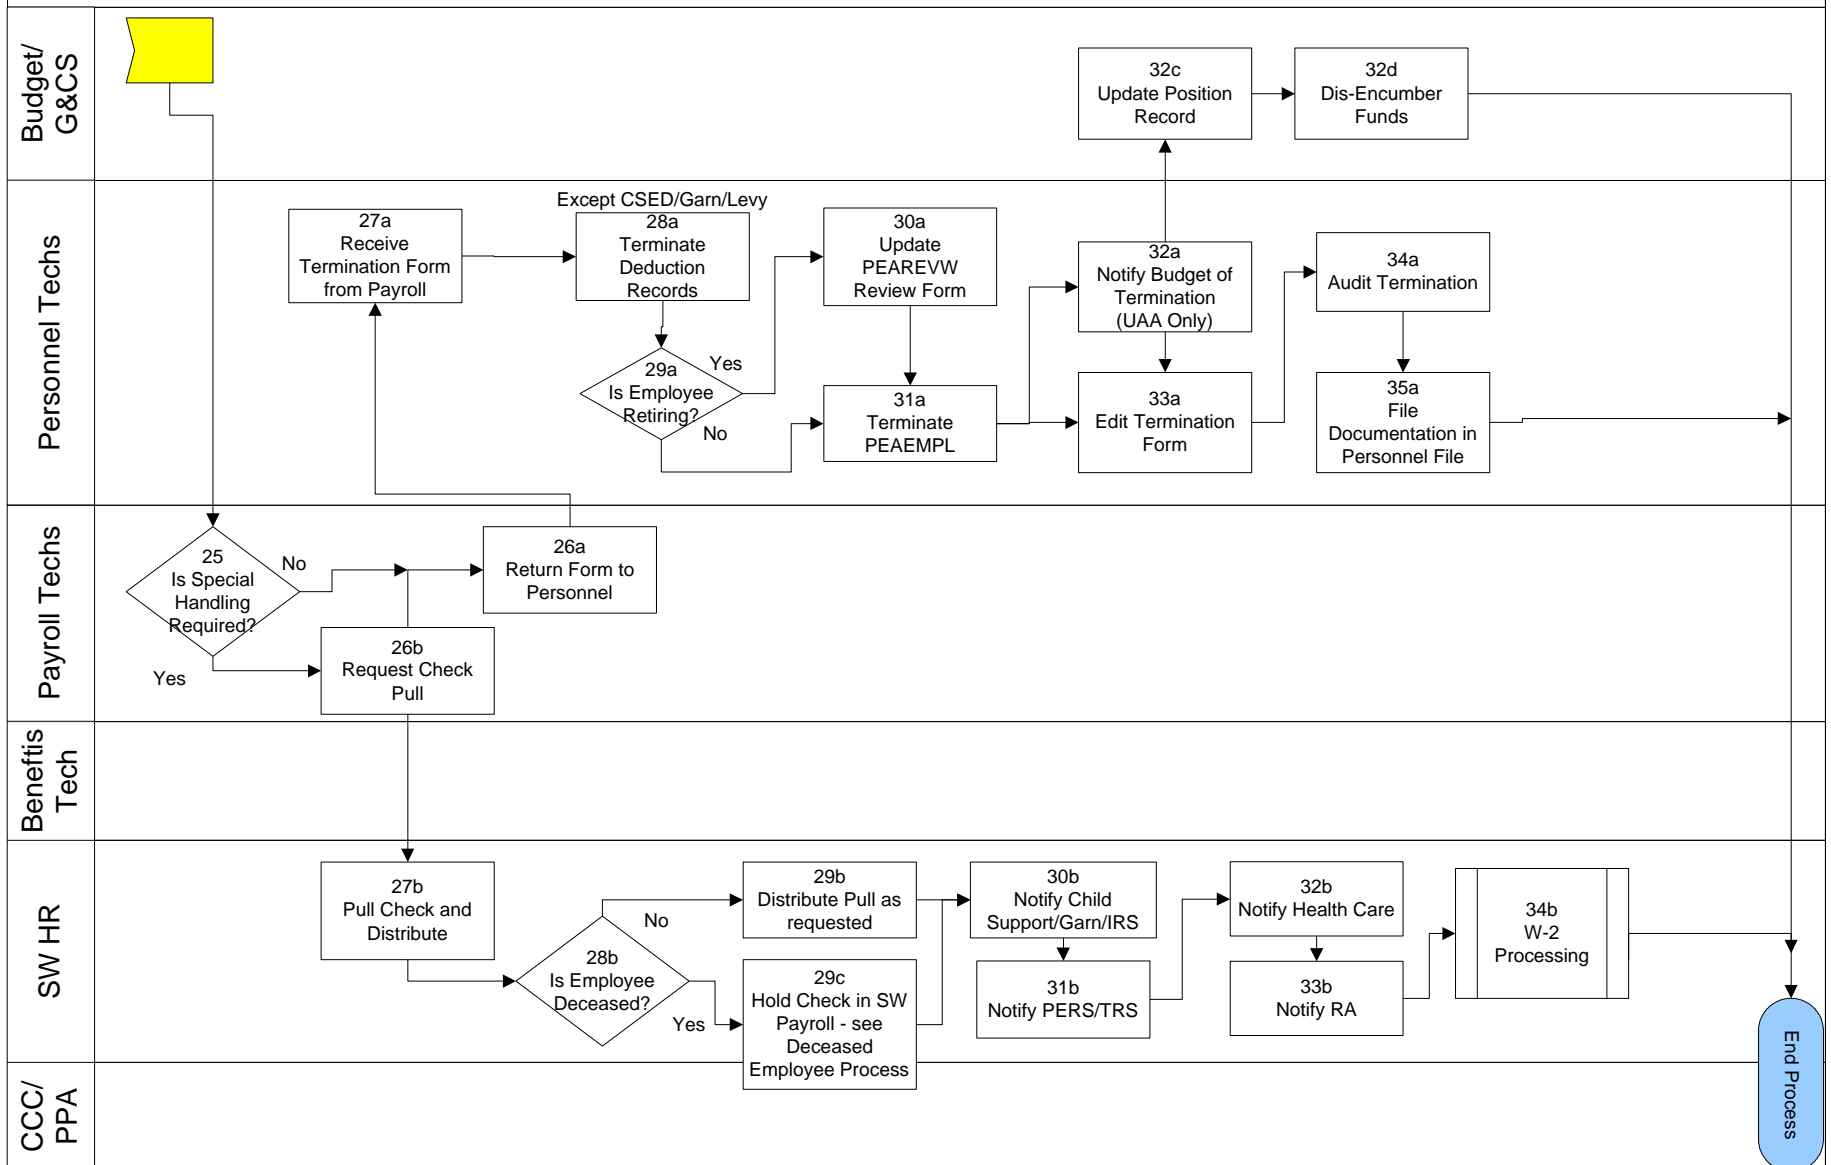 Budget/
G&CS
32c
Update Position
Record
32d
Dis-Encumber
Funds
Personnel Techs
27a
Receive
Termination Form
from Payroll
Except CSED/Garn/Levy
28a
Terminate
Deduction
Records
29a
Is Employee
Retiring?
Yes
No
30a
Update
PEAREVW
Review Form
31a
Terminate
PEAEMPL
32a
Notify Budget of
Termination
(UAA Only)
33a
Edit Termination
Form
34a
Audit Termination
35a
File
Documentation in
Personnel File
Payroll Techs
25
Is Special
Handling
Required?
No
Yes
26a
Return Form to
Personnel
26b
Request Check
Pull
Benefitis
Tech
SW HR
27b
Pull Check and
Distribute
28b
Is Employee
Deceased?
No
Yes
29b
Distribute Pull as
requested
29c
Hold Check in SW
Payroll - see
Deceased
Employee Process
30b
Notify Child
Support/Garn/IRS
31b
Notify PERS/TRS
32b
Notify Health Care
33b
Notify RA
34b
W-2
Processing
End Process
CCC/
PPA